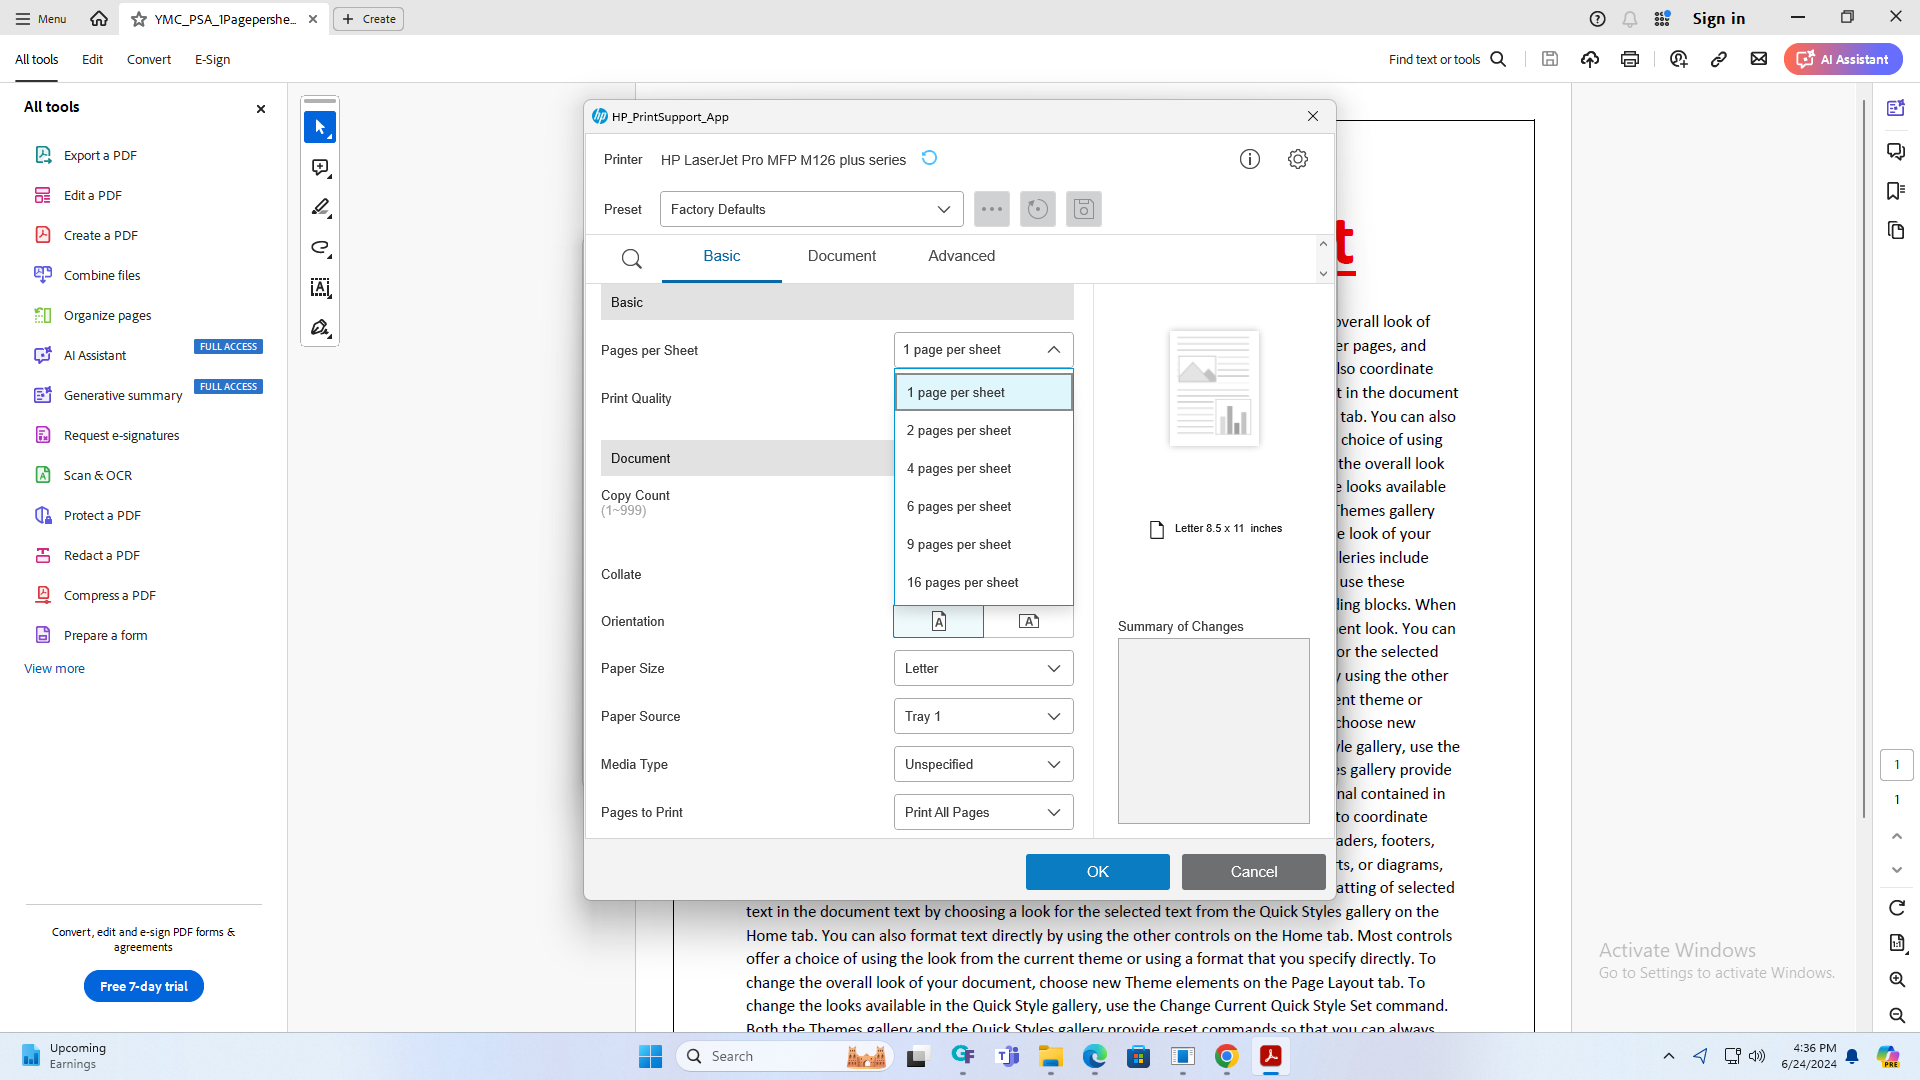 Menu
YMC_PSA_1Pagepershe...
Create
Sign in
All tools
Edit
Convert
E-Sign
Find text or tools
AI Assistant
All tools
Export a PDF
Edit a PDF
Create a PDF
Combine files
Organize pages
AI Assistant
FULL ACCESS
Generative summary
FULL ACCESS
Request e-signatures
Scan & OCR
Protect a PDF
Redact a PDF
Compress a PDF
Prepare a form
View more
Convert, edit and e-sign PDF forms &
agreements
Free 7-day trial
HP_PrintSupport_App
Printer
HP LaserJet Pro MFP M126 plus series
Preset
Factory Defaults
Basic
Document
Advanced
Basic
Pages per Sheet
1 page per sheet
1 page per sheet
2 pages per sheet
4 pages per sheet
6 pages per sheet
9 pages per sheet
16 pages per sheet
Print Quality
Document
Copy Count
(1~999)
Collate
Orientation
Paper Size
Letter
Paper Source
Tray 1
Media Type
Unspecified
Pages to Print
Print All Pages
Letter 8.5 x 11 inches
Summary of Changes
OK
Cancel
t
overall look of
er pages, and
lso coordinate
t in the document
tab. You can also
choice of using
the overall look
e looks available
Themes gallery
e look of your
lleries include
use these
ding blocks. When
ent look. You can
or the selected
y using the other
ent theme or
choose new
yle gallery, use the
es gallery provide
nal contained in
to coordinate
aders, footers,
rts, or diagrams,
atting of selected
text in the document text by choosing a look for the selected text from the Quick Styles gallery on the
Home tab. You can also format text directly by using the other controls on the Home tab. Most controls
offer a choice of using the look from the current theme or using a format that you specify directly. To
change the overall look of your document, choose new Theme elements on the Page Layout tab. To
change the looks available in the Quick Style gallery, use the Change Current Quick Style Set command.
Both the Themes gallery and the Quick Styles gallery provide reset commands so that you can always
Activate Windows
Go to Settings to activate Windows.
1
1
Upcoming
Earnings
Search
4:36 PM
6/24/2024